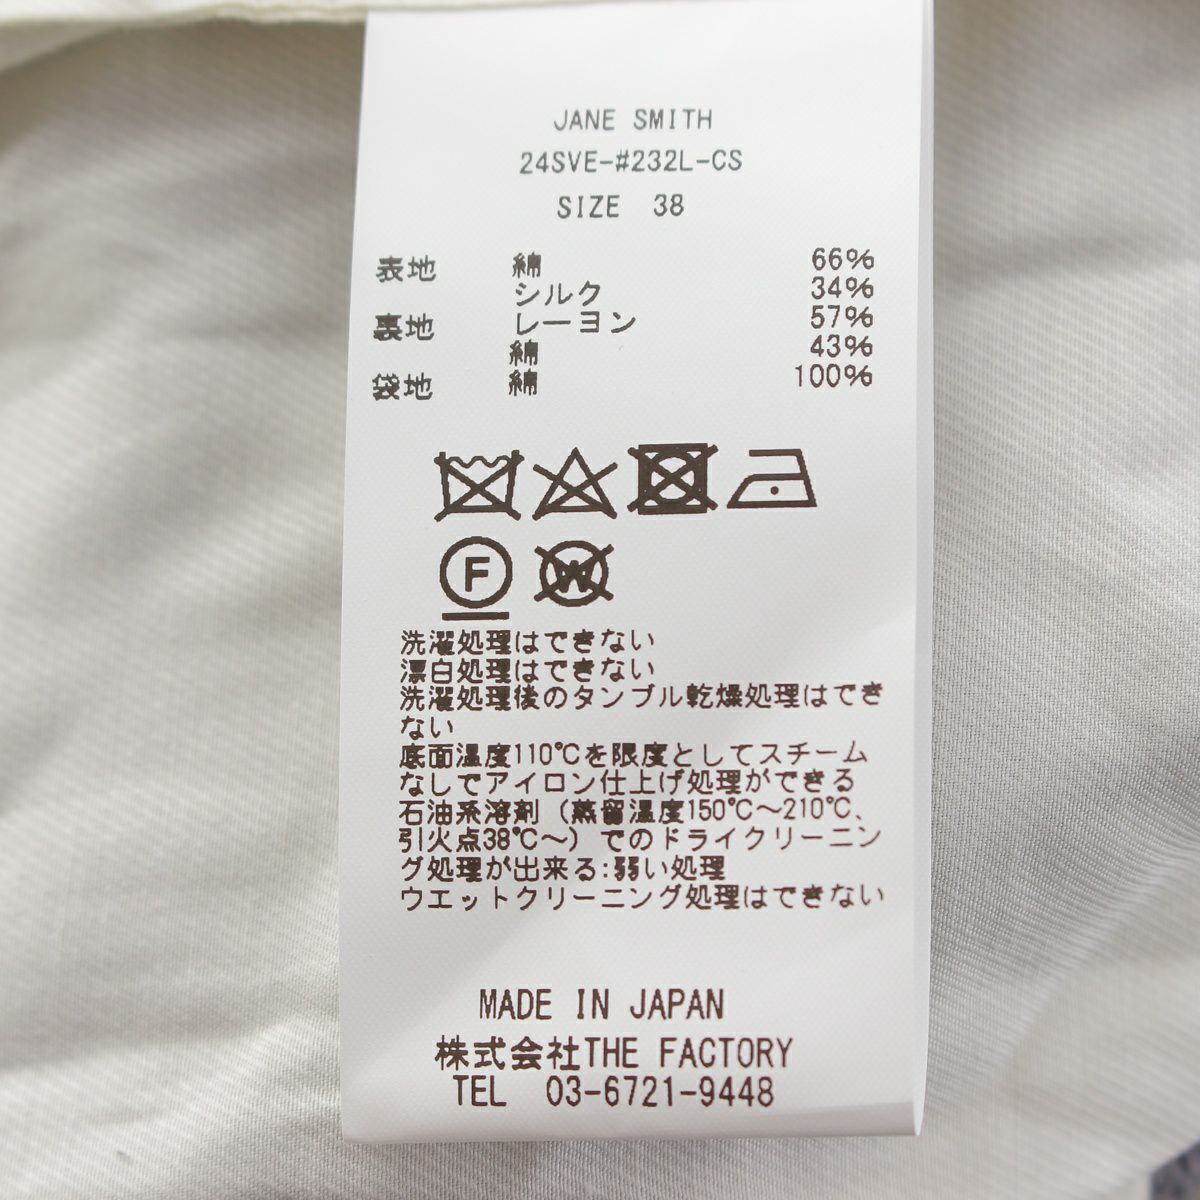 JANE SMITH
24SVE-#232L-CS
SIZE 38
表地 綿 66%
シルク 34%
裏地 レーヨン 57%
綿 43%
袋地 綿 100%
F
W
洗濯処理はできない
漂白処理はできない
洗濯処理後のタンブル乾燥処理はでき
ない
底面温度110℃を限度としてスチーム
なしでアイロン仕上げ処理ができる
石油系溶剤（蒸留温度150℃～210℃、
引火点38℃～）でのドライクリーニン
グ処理が出来る:弱い処理
ウエットクリーニング処理はできない
MADE IN JAPAN
株式会社THE FACTORY
TEL 03-6721-9448